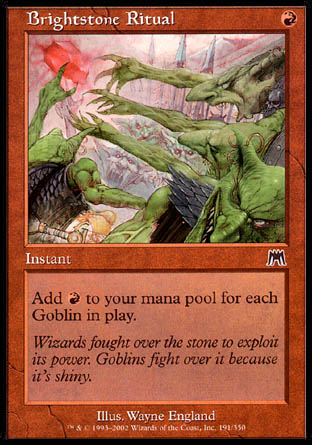 Brightstone Ritual
Instant
Add to your mana pool for each
Goblin in play.
Wizards fought over the stone to exploit
its power. Goblins fight over it because
it's shiny.
Illus. Wayne England
™ & © 1993–2002 Wizards of the Coast, Inc. 191/350